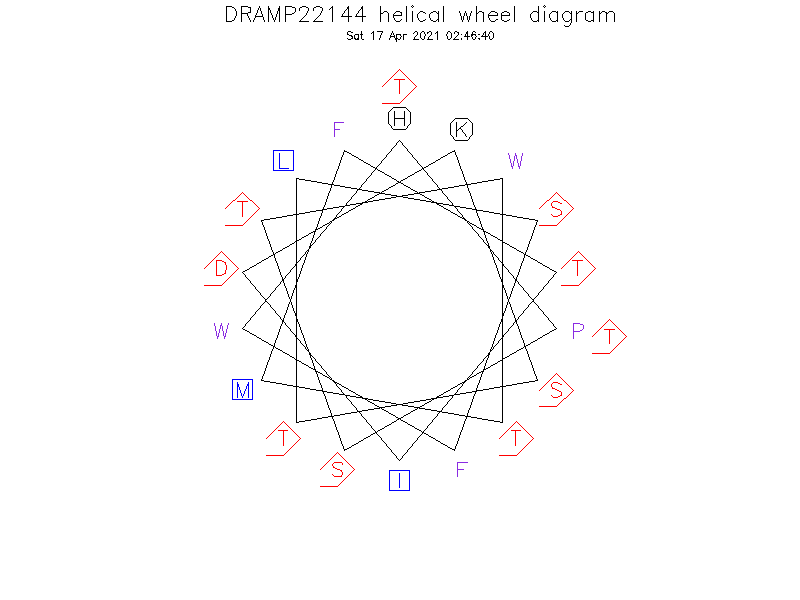 DRAMP22144 helical wheel diagram
Sat 17 Apr 2021 02:46:40
T
H
F K
L W
T S
D T
W P T
M S
T T
S F
I